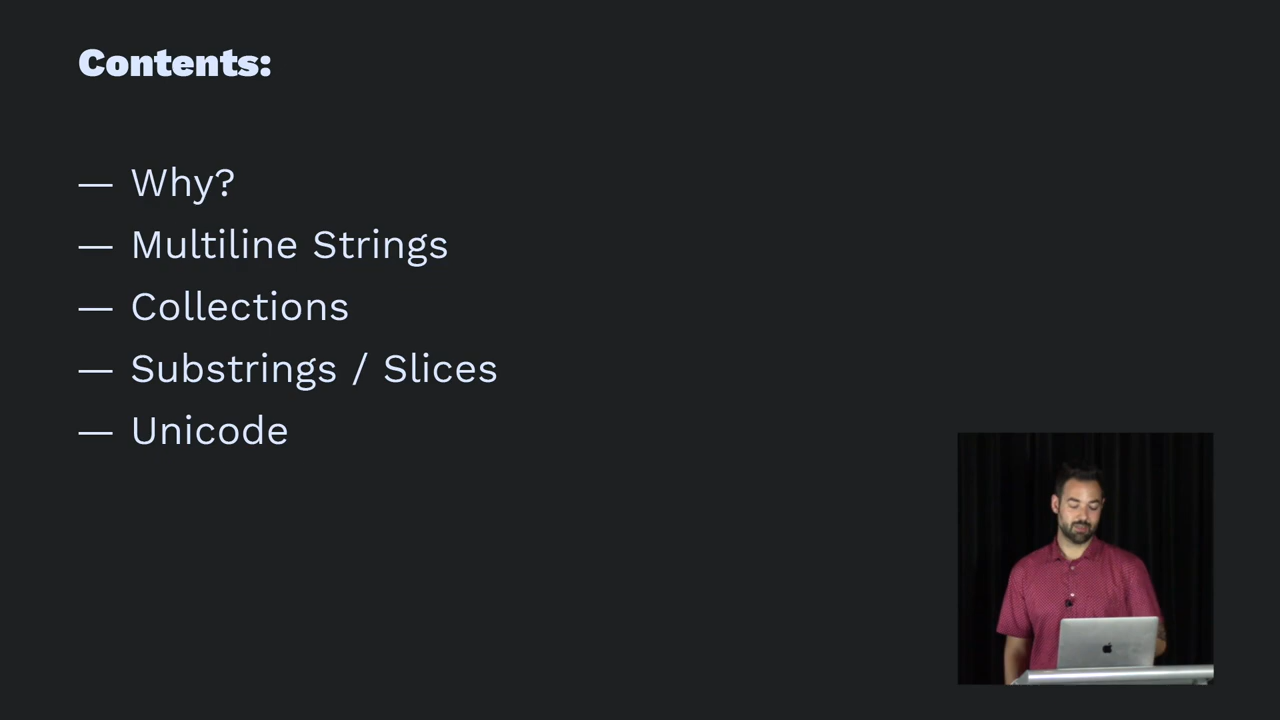 Contents:
— Why?
— Multiline Strings
— Collections
— Substrings / Slices
— Unicode